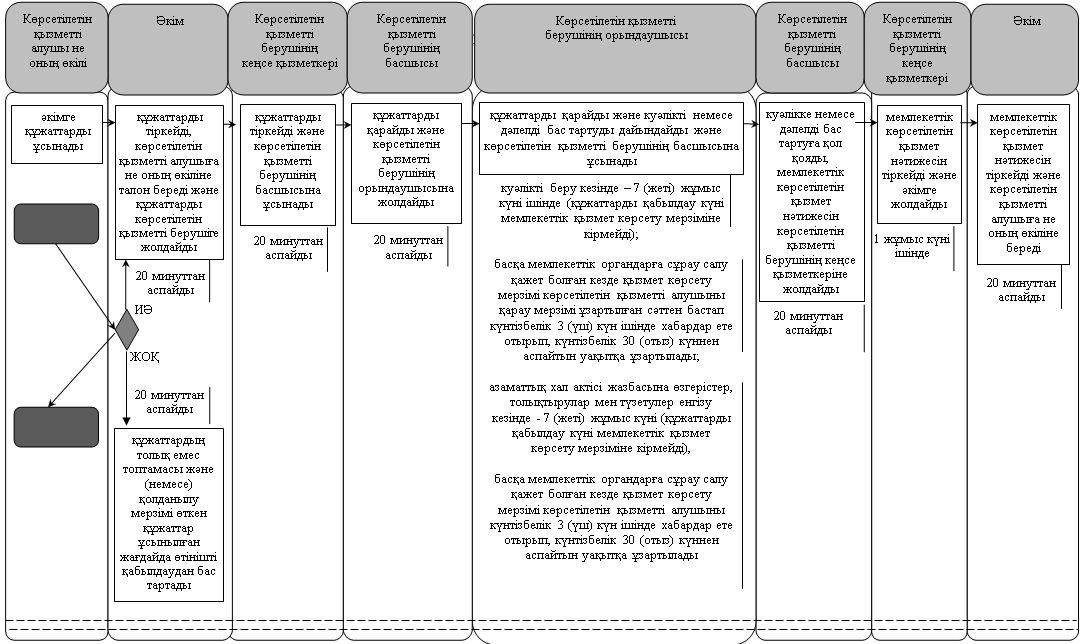 Көрсетілетін
қызметті
алушы не
оның өкілі
Әкім
Көрсетілетін
қызметті
берушінің
кеңсе қызметкері
Көрсетілетін
қызметті
берушінің
басшысы
Көрсетілетін қызметті
берушінің орындаушысы
Көрсетілетін
қызметті
берушінің
басшысы
Көрсетілетін
қызметті
берушінің
кеңсе
қызметкері
Әкім
әкімге
құжаттарды
ұсынады
құжаттарды
тіркейді,
көрсетілетін
қызметті алушыға
не оның өкіліне
талон береді және
құжаттарды
көрсетілетін
қызметті берушіге
жолдайды
20 минуттан
аспайды
ИӘ
ЖОҚ
20 минуттан
аспайды
құжаттардың
толық емес
топтамасы және
(немесе)
қолданылу
мерзімі өткен
құжаттар
ұсынылған
жағдайда өтінішті
қабылдаудан бас
тартады
құжаттарды
тіркейді және
көрсетілетін
қызметті
берушінің
басшысына
ұсынады
20 минуттан
аспайды
құжаттарды
қарайды және
көрсетілетін
қызметті
берушінің
орындаушысына
жолдайды
20 минуттан
аспайды
құжаттарды қарайды және куәлікті немесе
дәлелді бас тартуды дайындайды және
көрсетілетін қызметті берушінің басшысына
ұсынады
куәлікті беру кезінде – 7 (жеті) жұмыс
күні ішінде (құжаттарды қабылдау күні
мемлекеттік қызмет көрсету мерзіміне
кірмейді);
басқа мемлекеттік органдарға сұрау салу
қажет болған кезде қызмет көрсету
мерзімі көрсетілетін қызметті алушыны
қарау мерзімі ұзартылған сәттен бастап
күнтізбелік 3 (үш) күн ішінде хабардар ете
отырып, күнтізбелік 30 (отыз) күннен
аспайтын уақытқа ұзартылады;
азаматтық хал актісі жазбасына өзгерістер,
толықтырулар мен түзетулер енгізу
кезінде - 7 (жеті) жұмыс күні (құжаттарды
қабылдау күні мемлекеттік қызмет
көрсету мерзіміне кірмейді),
басқа мемлекеттік органдарға сұрау салу
қажет болған кезде қызмет көрсету
мерзімі көрсетілетін қызметті алушыны
күнтізбелік 3 (үш) күн ішінде хабардар ете
отырып, күнтізбелік 30 (отыз) күннен
аспайтын уақытқа ұзартылады
куәлікке немесе
дәлелді бас
тартуға қол
қояды,
мемлекеттік
көрсетілетін
қызмет
нәтижесін
көрсетілетін
қызметті
берушінің кеңсе
қызметкеріне
жолдайды
20 минуттан
аспайды
мемлекеттік
көрсетілетін
қызмет
нәтижесін
тіркейді және
әкімге
жолдайды
1 жұмыс күні
ішінде
мемлекеттік
көрсетілетін
қызмет
нәтижесін
тіркейді және
көрсетілетін
қызметті
алушыға не
оның өкіліне
береді
20 минуттан
аспайды